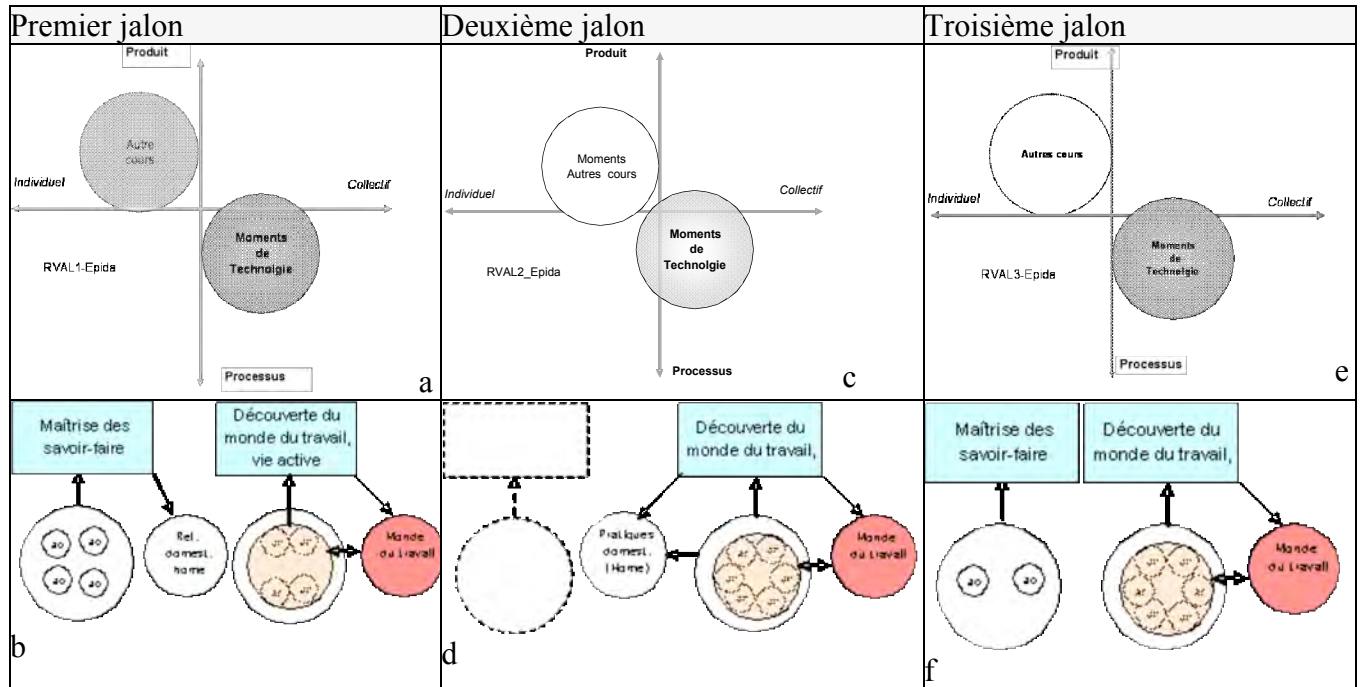 Premier jalon
Deuxième jalon
Troisième jalon
Produit
Autre
cours
Individuel
Collectif
Moments
de
Technolgie
RVAL1-Epida
Processus
a
Produit
Moments
Autres cours
Individuel
Collectif
Moments
de
Technolgie
RVAL2_Epida
Processus
c
Produit
Autres cours
Individuel
Collectif
Moments
de
Technolgie
RVAL3-Epida
Processus
e
Maîtrise des
savoir-faire
Découverte du
monde du travail,
vie active
ao
ao
ao
ao
Rel.
domest.
home
Monde
du travail
b
Découverte du
monde du travail,
Pratiques
domest.
(Home)
Monde
du travail
d
Maîtrise des
savoir-faire
Découverte du
monde du travail,
ao
ao
Monde
du travail
f